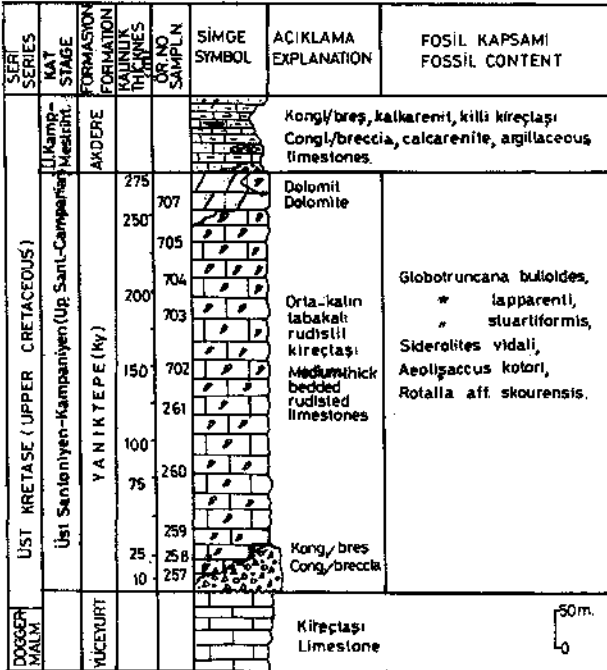 SERİ
SERIES
KAT
STAGE
FORMASYON
FORMATION
KALINLIK
THICKNES
(m)
ÖR. NO
SAMPL.N.
SİMGE
SYMBOL
AÇIKLAMA
EXPLANATION
FOSİL KAPSAMI
FOSSIL CONTENT
ÜST KRETASE (UPPER CRETACEOUS)
Ü.Kamp-
Mestriht.
AKDERE
Kongl/breş, kalkarenit, killi kireçtaşı
Congl/breccia, calcarenite, argillaceous
limestones.
Üst Santoniyen-Kampaniyen (Up. Sant.-Campanian)
YANIKTEPE (Ky)
275
250
200
150
100
75
25
10
707
705
704
703
702
261
260
259
258
257
Dolomit
Dolomite
Orta-kalın
tabakalı
rudistli
kireçtaşı
Medium-thick
bedded
rudisted
limestones
Kong/breş
Cong/breccia
Globotruncana bulloides,
" lapparenti,
" stuartiformis,
Siderolites vidali,
Aeolisaccus kotori,
Rotalia aff. skourensis.
DOGGER-
MALM
YÜCEYURT
Kireçtaşı
Limestone
50m.
0